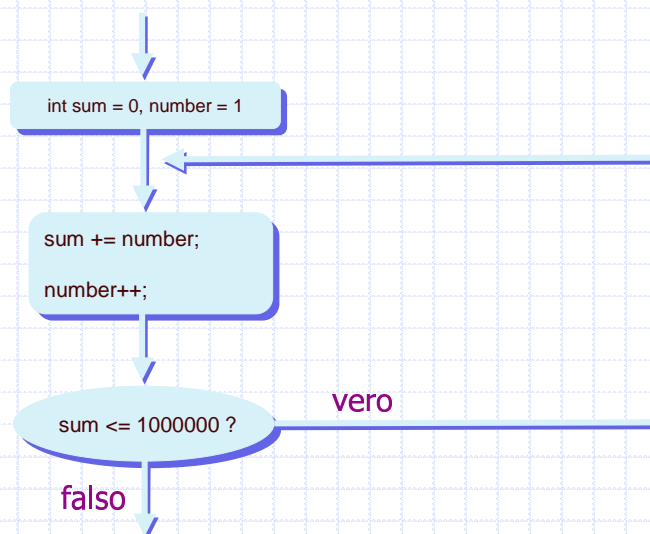 int sum = 0, number = 1
sum += number;
number++;
sum <= 1000000 ?
vero
falso